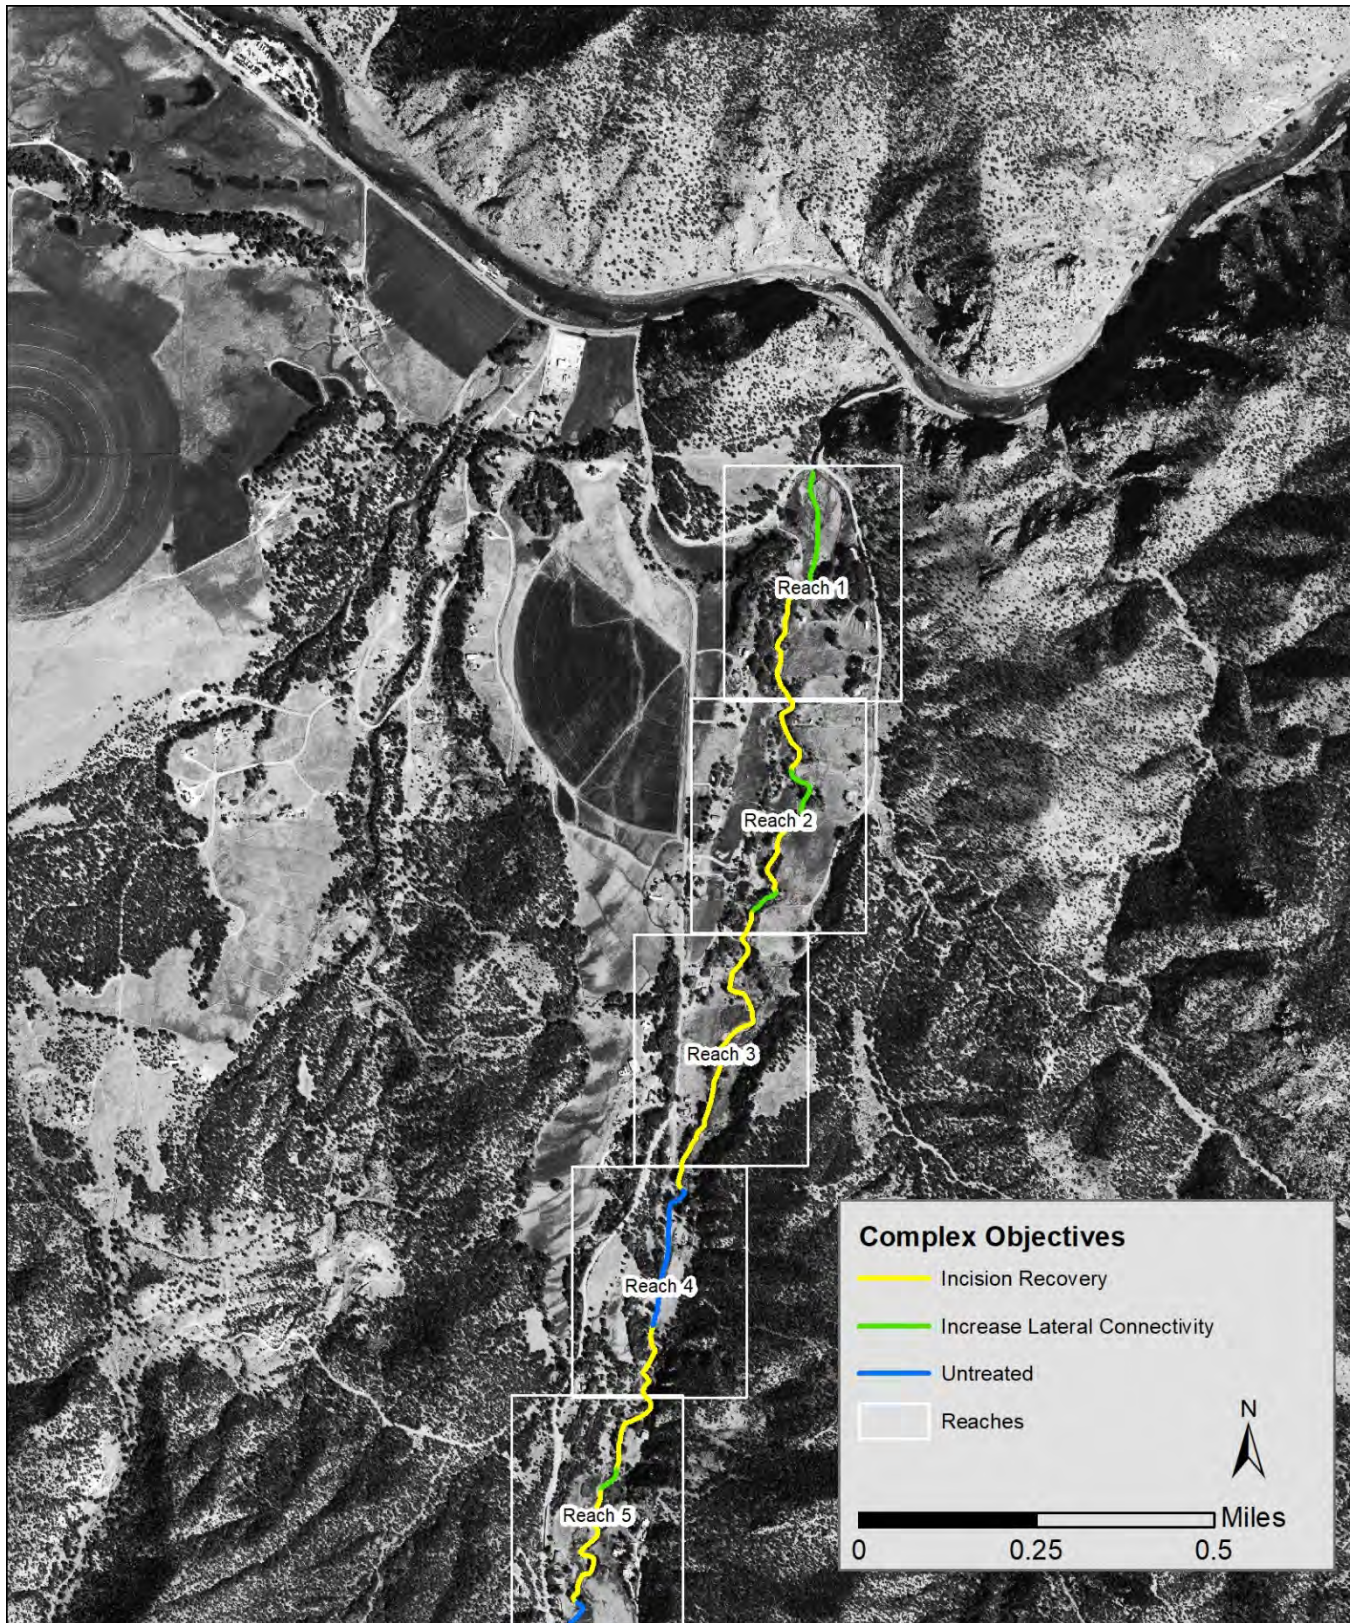 Reach 1
Reach 2
Reach 3
Reach 4
Reach 5
Complex Objectives
Incision Recovery
Increase Lateral Connectivity
Untreated
Reaches
N
Miles
0 0.25 0.5